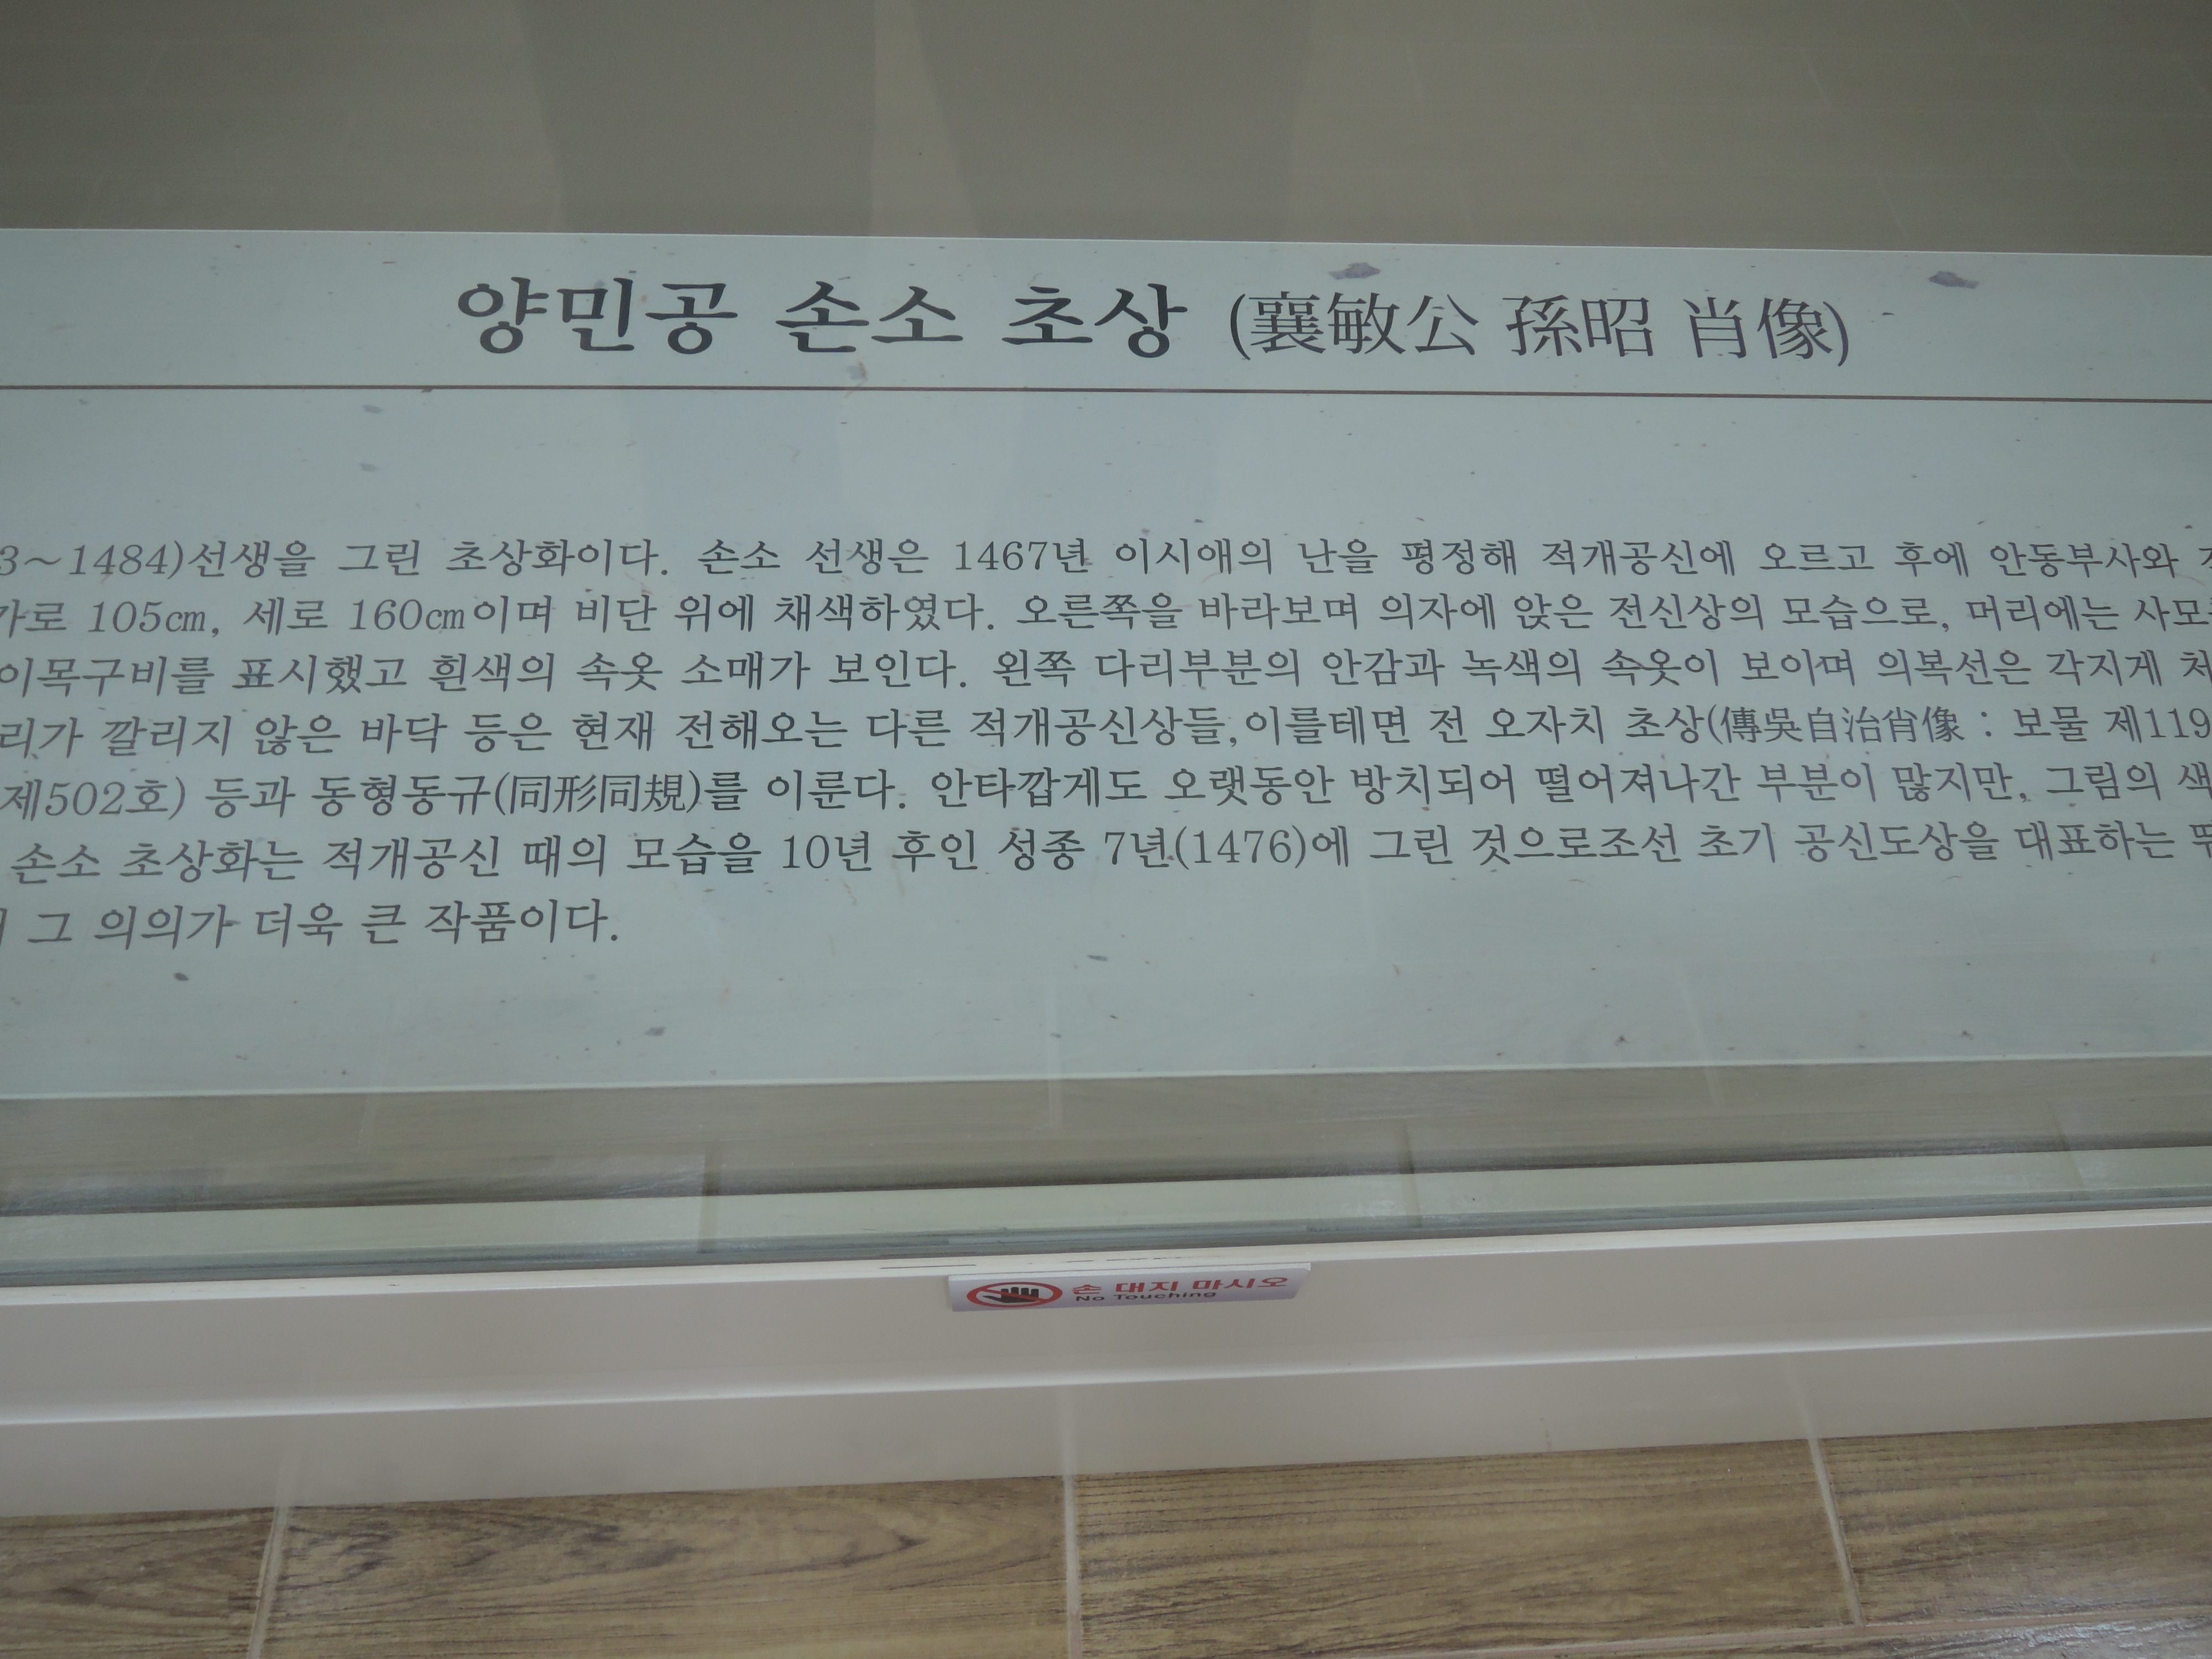 양민공 손소 초상 (襄敏公 孫昭 肖像)
3~1484)선생을 그린 초상화이다. 손소 선생은 1467년 이시애의 난을 평정해 적개공신에 오르고 후에 안동부사와
가로 105cm, 세로 160cm이며 비단 위에 채색하였다. 오른쪽을 바라보며 의자에 앉은 전신상의 모습으로, 머리에는 사모
이목구비를 표시했고 흰색의 속옷 소매가 보인다. 왼쪽 다리부분의 안감과 녹색의 속옷이 보이며 의복선은 각지게 처
리가 깔리지 않은 바닥 등은 현재 전해오는 다른 적개공신상들,이를테면 전 오자치 초상(傳吳自治肖像 : 보물 제119
제502호) 등과 동형동규(同形同規)를 이룬다. 안타깝게도 오랫동안 방치되어 떨어져나간 부분이 많지만, 그림의 색
손소 초상화는 적개공신 때의 모습을 10년 후인 성종 7년(1476)에 그린 것으로조선 초기 공신도상을 대표하는
그 의의가 더욱 큰 작품이다.
손 대지 마시오
No Touching